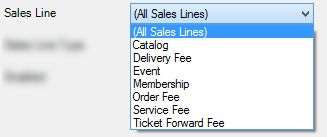 Sales Line
(All Sales Lines)
(All Sales Lines)
Catalog
Delivery Fee
Event
Membership
Order Fee
Service Fee
Ticket Forward Fee